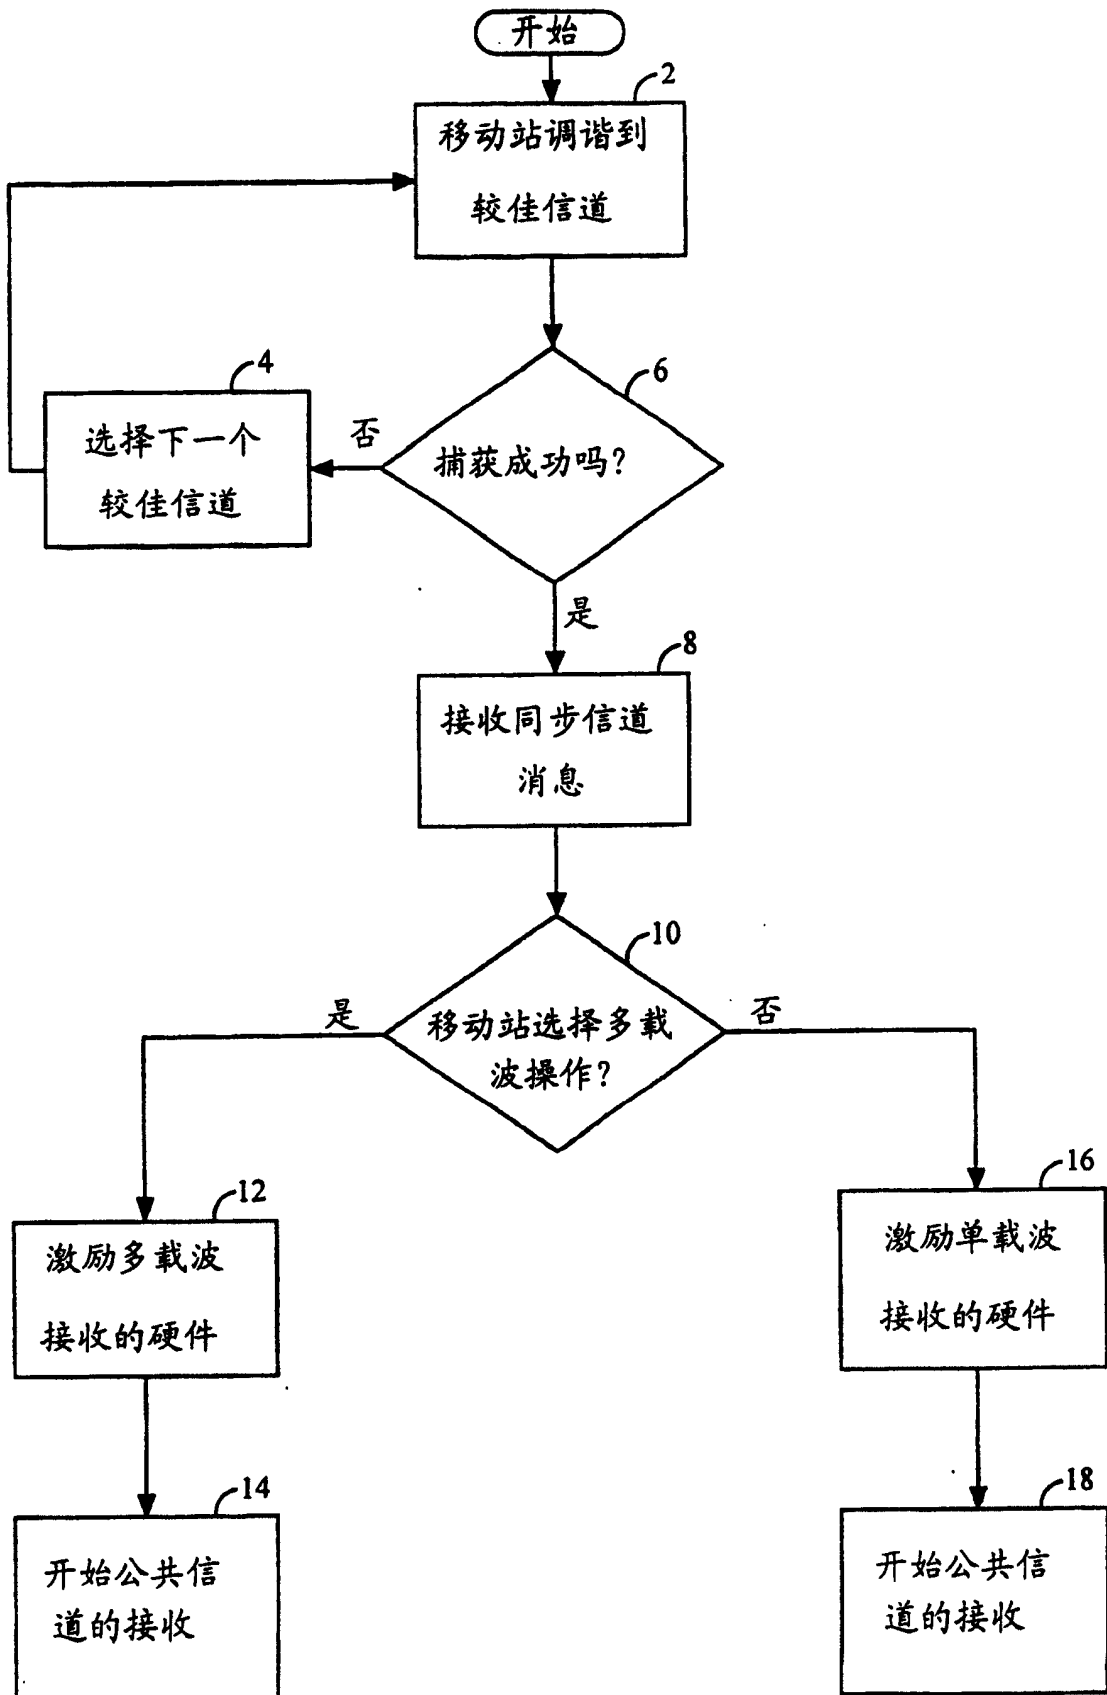 开始
2
移动站调谐到
较佳信道
4
选择下一个
较佳信道
否
6
捕获成功吗?
是
8
接收同步信道
消息
10
移动站选择多载
波操作?
是
否
12
激励多载波
接收的硬件
16
激励单载波
接收的硬件
14
开始公共信
道的接收
18
开始公共信
道的接收